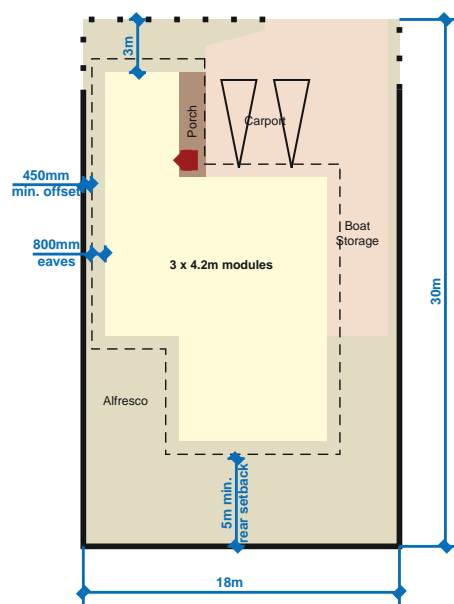 3m
Porch
Carport
450mm
min. offset
Boat
Storage
800mm
eaves
3 x 4.2m modules
30m
Alfresco
5m min.
rear setback
18m